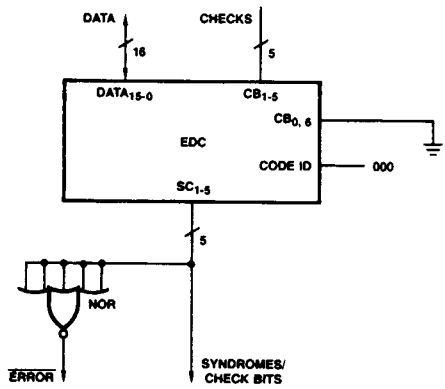 DATA
CHECKS
16
5
DATA15-0
CB1-5
CB0, 6
EDC
CODE ID
000
SC1-5
5
NOR
ERROR
SYNDROMES/
CHECK BITS